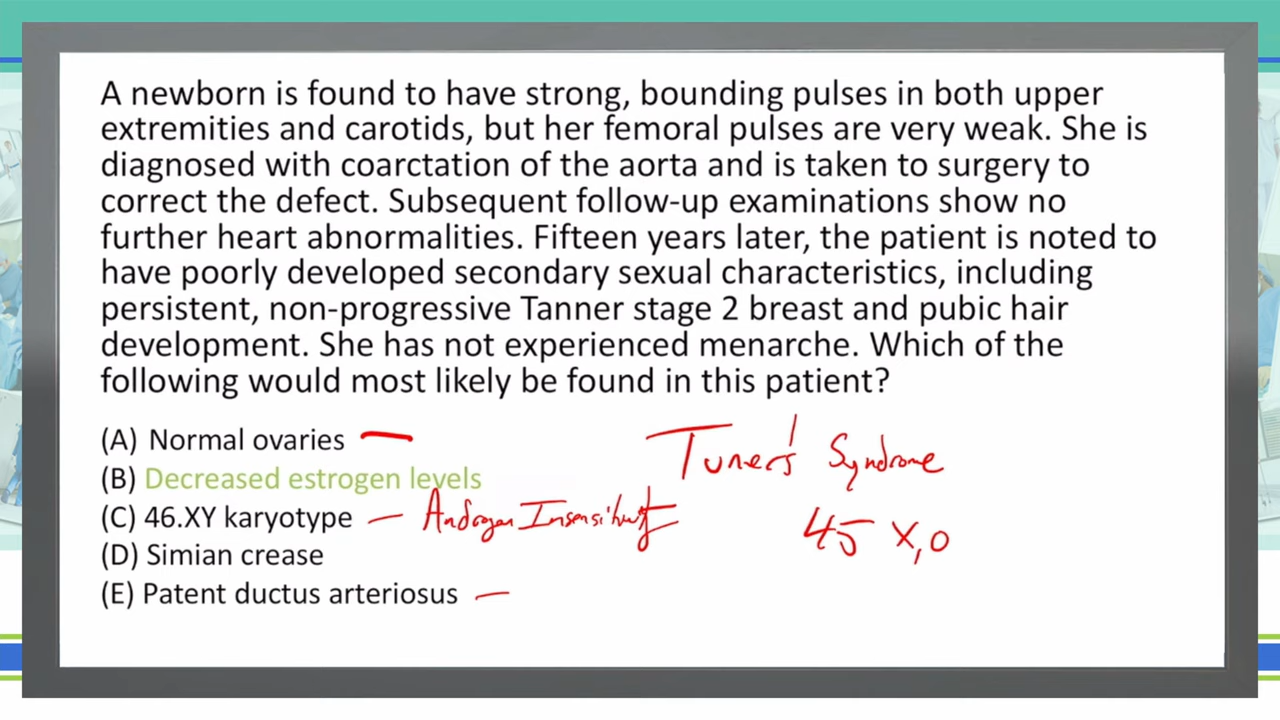 A newborn is found to have strong, bounding pulses in both upper
extremities and carotids, but her femoral pulses are very weak. She is
diagnosed with coarctation of the aorta and is taken to surgery to
correct the defect. Subsequent follow-up examinations show no
further heart abnormalities. Fifteen years later, the patient is noted to
have poorly developed secondary sexual characteristics, including
persistent, non-progressive Tanner stage 2 breast and pubic hair
development. She has not experienced menarche. Which of the
following would most likely be found in this patient?
(A) Normal ovaries
(B) Decreased estrogen levels
(C) 46.XY karyotype — Androgen Insensitivity
(D) Simian crease
(E) Patent ductus arteriosus
Tuners' Syndrome
45 X,0